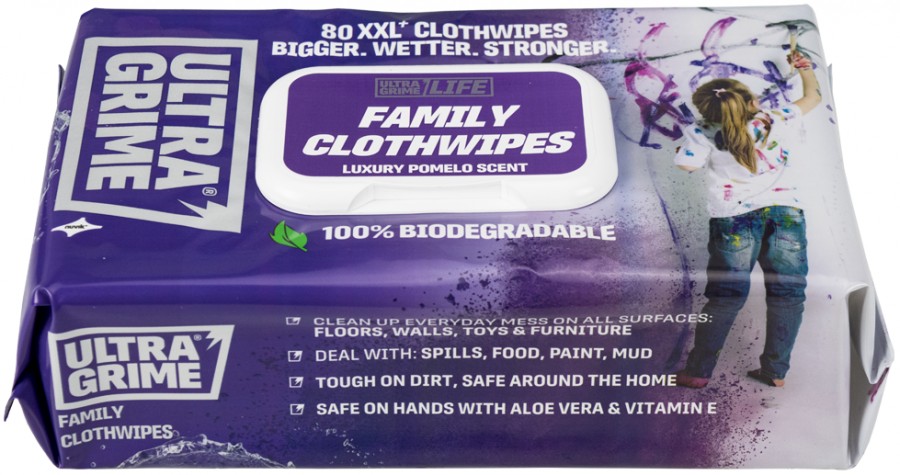 80 XXL+ CLOTHWIPES
BIGGER. WETTER. STRONGER.
ULTRA
GRIME®
ULTRA
GRIME LIFE
FAMILY
CLOTHWIPES
LUXURY POMELO SCENT
100% BIODEGRADABLE
CLEAN UP EVERYDAY MESS ON ALL SURFACES:
FLOORS, WALLS, TOYS & FURNITURE
DEAL WITH: SPILLS, FOOD, PAINT, MUD
TOUGH ON DIRT, SAFE AROUND THE HOME
SAFE ON HANDS WITH ALOE VERA & VITAMIN E
ULTRA®
GRIME
FAMILY
CLOTHWIPES